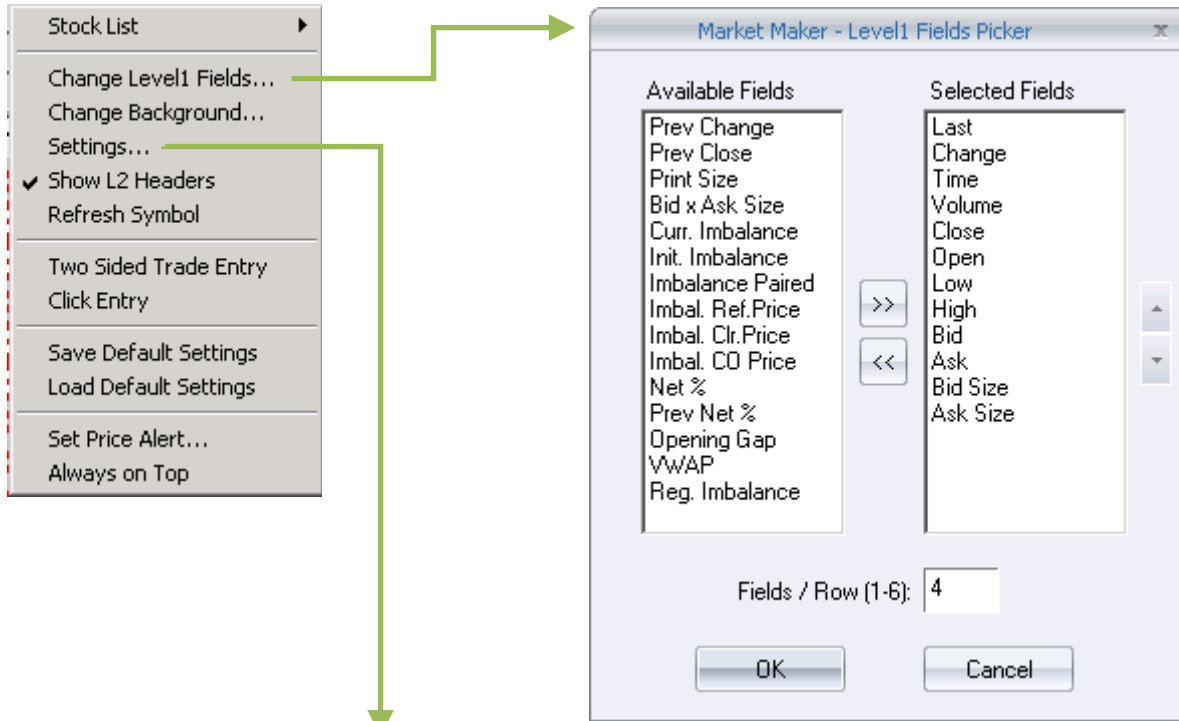 Stock List
Change Level1 Fields...
Change Background...
Settings...
Show L2 Headers
Refresh Symbol
Two Sided Trade Entry
Click Entry
Save Default Settings
Load Default Settings
Set Price Alert...
Always on Top
Market Maker - Level1 Fields Picker
Available Fields
Prev Change
Prev Close
Print Size
Bid x Ask Size
Curr. Imbalance
Init. Imbalance
Imbalance Paired
Imbal. Ref.Price
Imbal. Clr.Price
Imbal. CO Price
Net %
Prev Net %
Opening Gap
VWAP
Reg. Imbalance
>>
<<
Selected Fields
Last
Change
Time
Volume
Close
Open
Low
High
Bid
Ask
Bid Size
Ask Size
Fields / Row (1-6): 4
OK Cancel